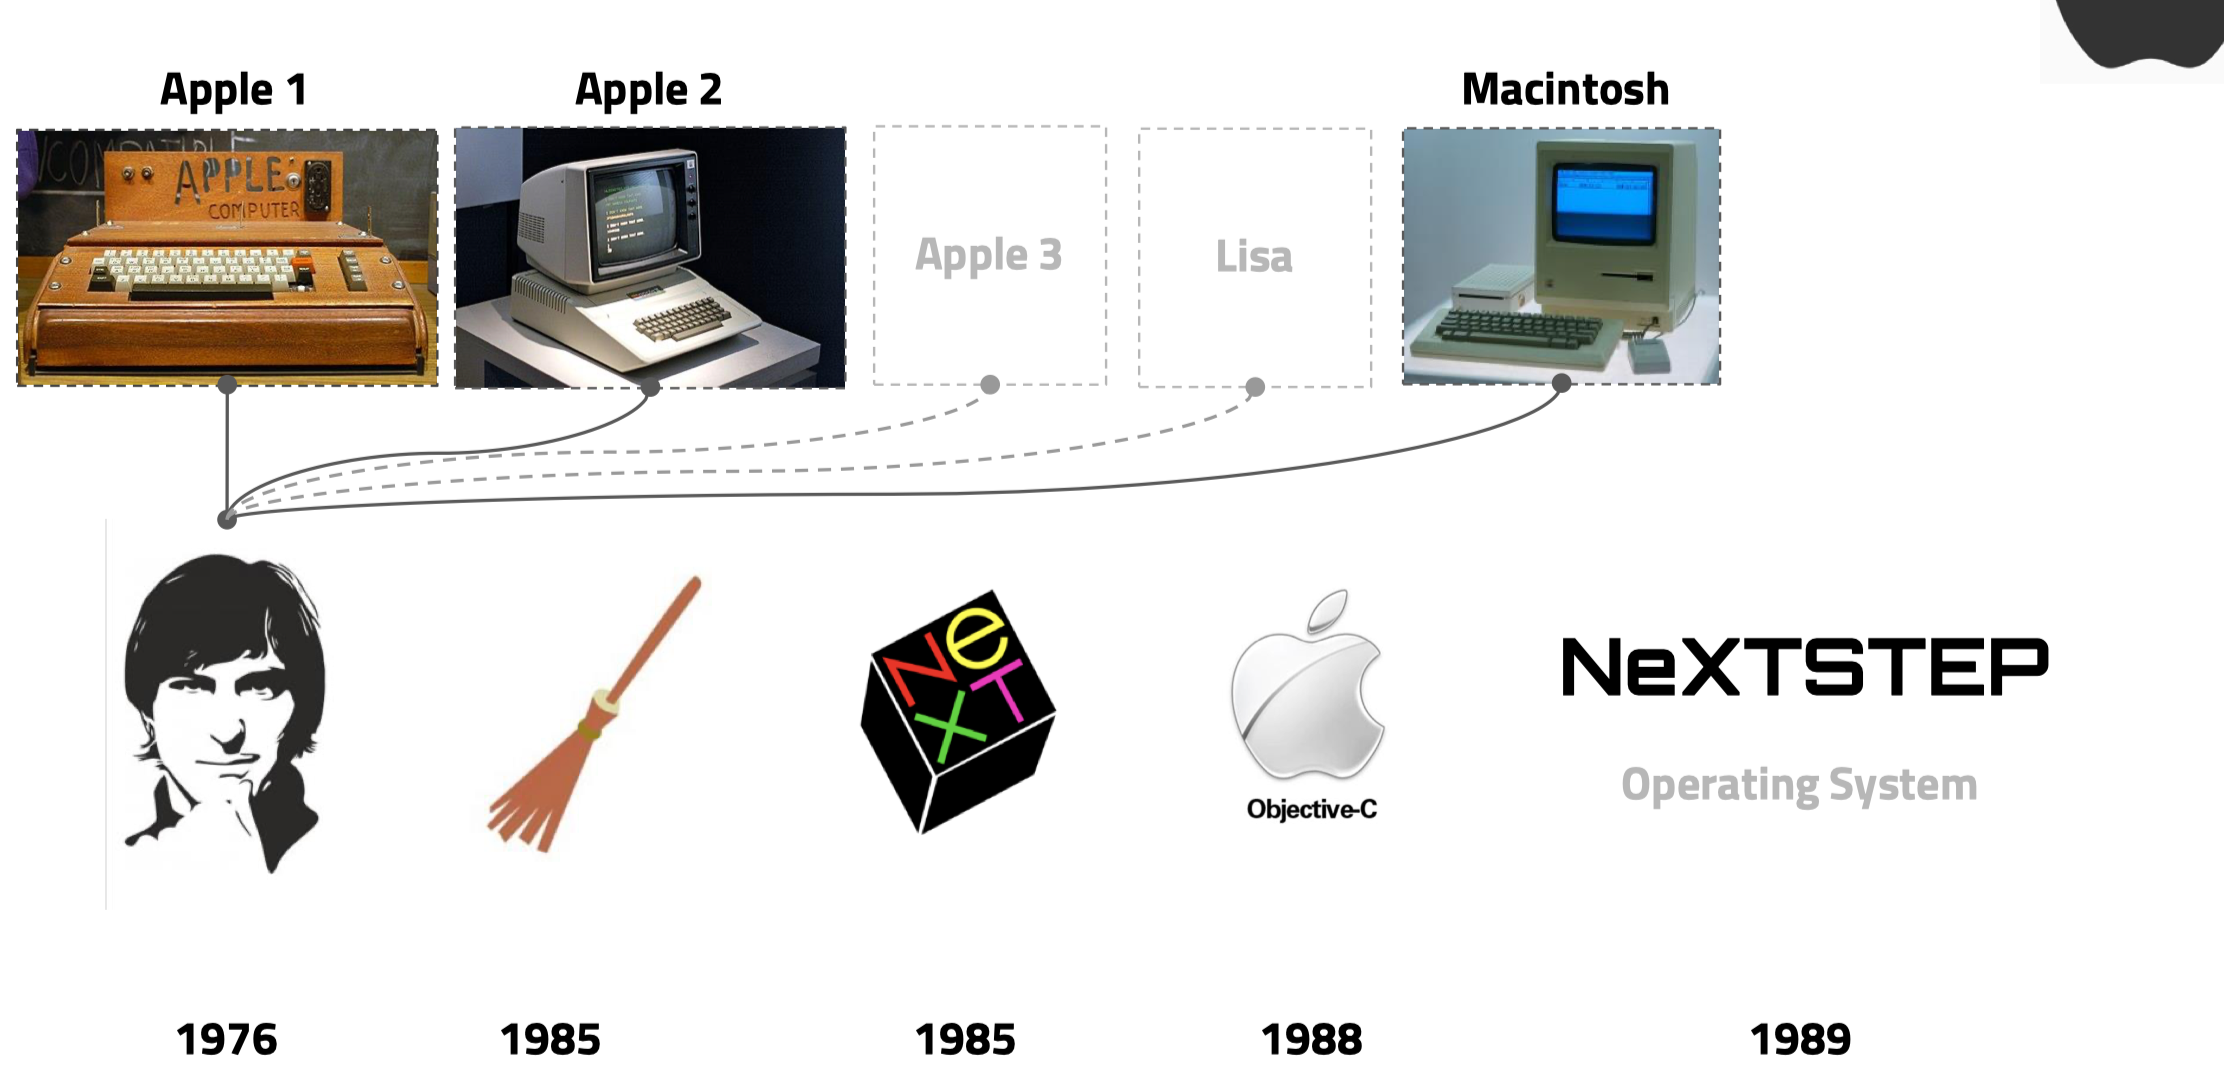 Apple 1
Apple 2
Macintosh
APPLE
COMPUTER
Apple 3
Lisa
NeXT
Objective-C
NeXTSTEP
Operating System
1976
1985
1985
1988
1989